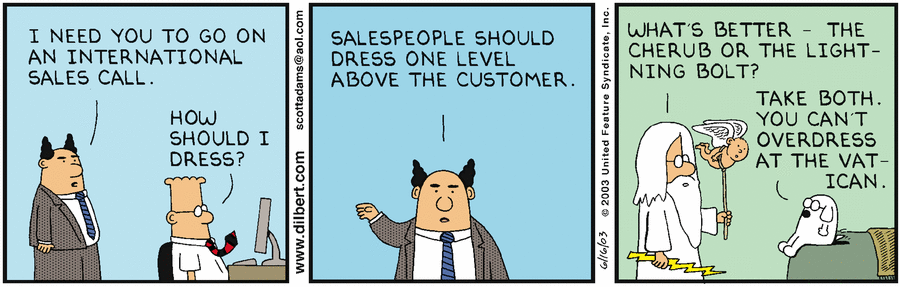 I NEED YOU TO GO ON
AN INTERNATIONAL
SALES CALL.
HOW
SHOULD I
DRESS?
www.dilbert.com
scottadams@aol.com
SALESPEOPLE SHOULD
DRESS ONE LEVEL
ABOVE THE CUSTOMER.
6/16/03 © 2003 United Feature Syndicate, Inc.
WHAT'S BETTER - THE
CHERUB OR THE LIGHT-
NING BOLT?
TAKE BOTH.
YOU CAN'T
OVERDRESS
AT THE VAT-
ICAN.